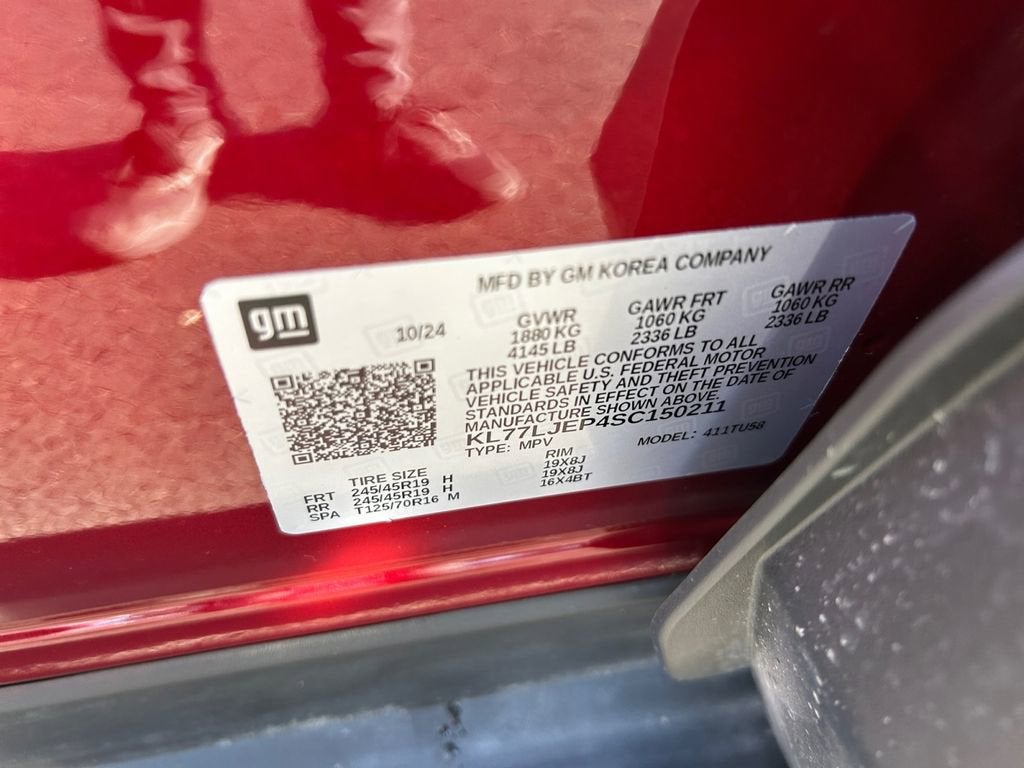 gm
MFD BY GM KOREA COMPANY
10/24
GVWR
1880 KG
4145 LB
GAWR FRT
1060 KG
2336 LB
GAWR RR
1060 KG
2336 LB
THIS VEHICLE CONFORMS TO ALL
APPLICABLE U.S. FEDERAL MOTOR
VEHICLE SAFETY AND THEFT PREVENTION
STANDARDS IN EFFECT ON THE DATE OF
MANUFACTURE SHOWN ABOVE.
KL77LJEP4SC150211
TYPE: MPV
MODEL: 411TU58
TIRE SIZE RIM
FRT 245/45R19 H 19X8J
RR 245/45R19 H 19X8J
SPA T125/70R16 M 16X4BT